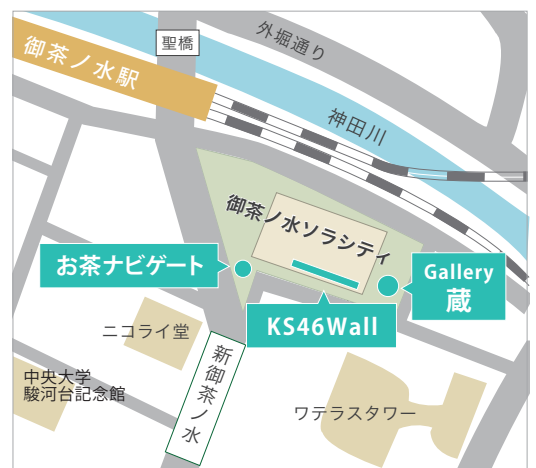 外堀通り
聖橋
御茶ノ水駅
神田川
御茶ノ水ソラシティ
お茶ナビゲート
Gallery
蔵
KS46Wall
ニコライ堂
新御茶ノ水
中央大学
駿河台記念館
ワテラスタワー